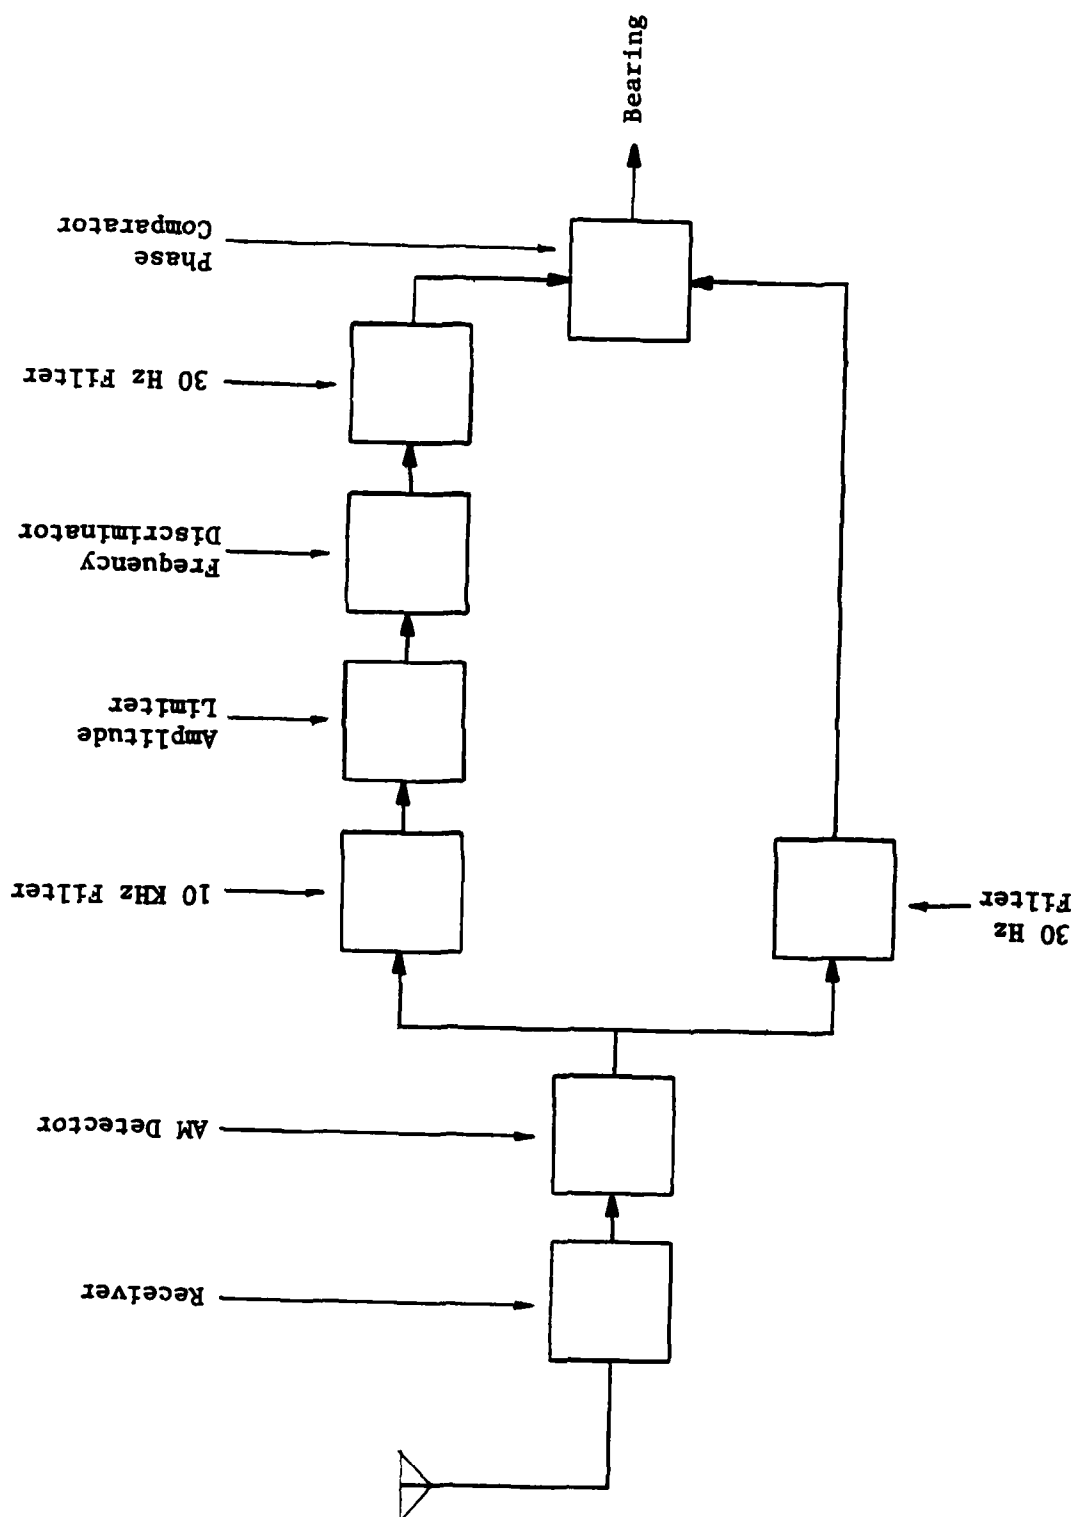 Receiver
AM Detector
10 KHz Filter
Amplitude
Limiter
Frequency
Discriminator
30 Hz Filter
Phase
Comparator
30 Hz
Filter
Bearing